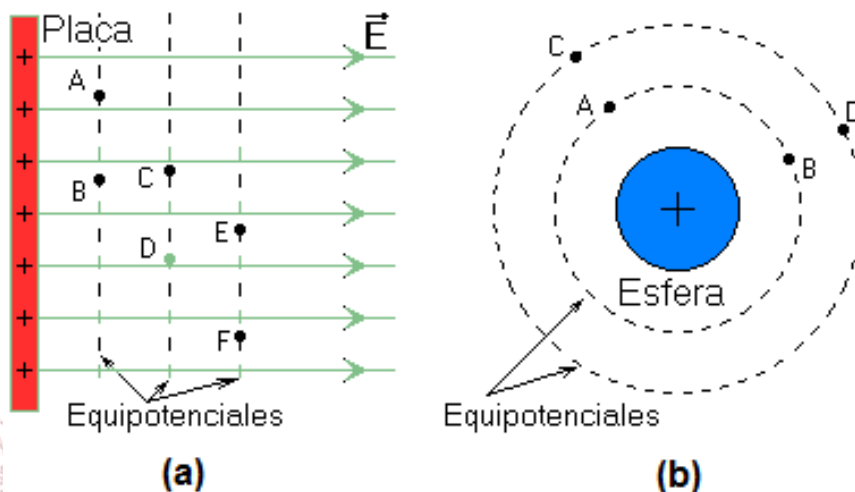 Placa
E
A
B
C
D
E
F
Equipotenciales
(a)
C
A
D
B
Esfera
Equipotenciales
(b)